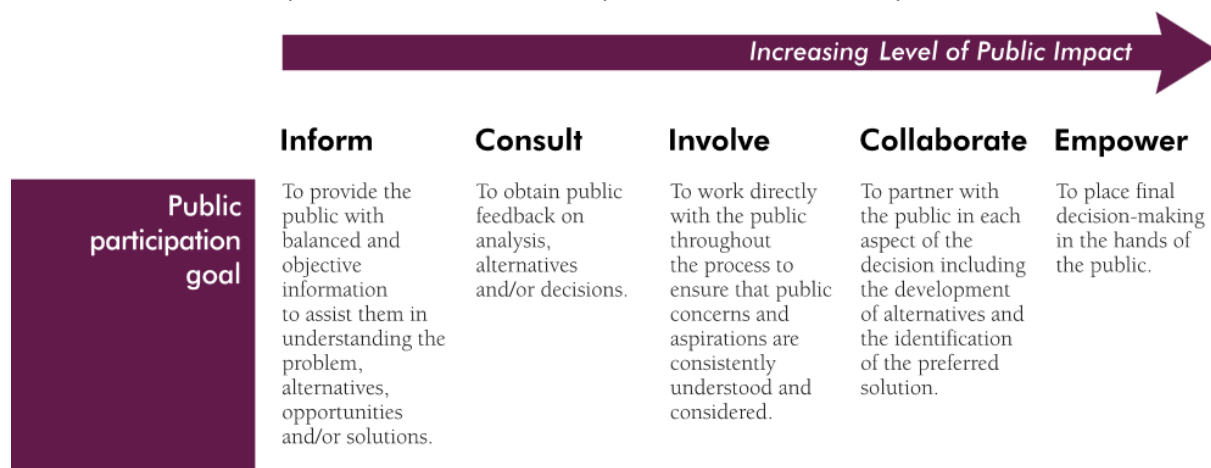 Increasing Level of Public Impact
Inform
Consult
Involve
Collaborate
Empower
Public
participation
goal
To provide the
public with
balanced and
objective
information
to assist them in
understanding the
problem,
alternatives,
opportunities
and/or solutions.
To obtain public
feedback on
analysis,
alternatives
and/or decisions.
To work directly
with the public
throughout
the process to
ensure that public
concerns and
aspirations are
consistently
understood and
considered.
To partner with
the public in each
aspect of the
decision including
the development
of alternatives and
the identification
of the preferred
solution.
To place final
decision-making
in the hands of
the public.